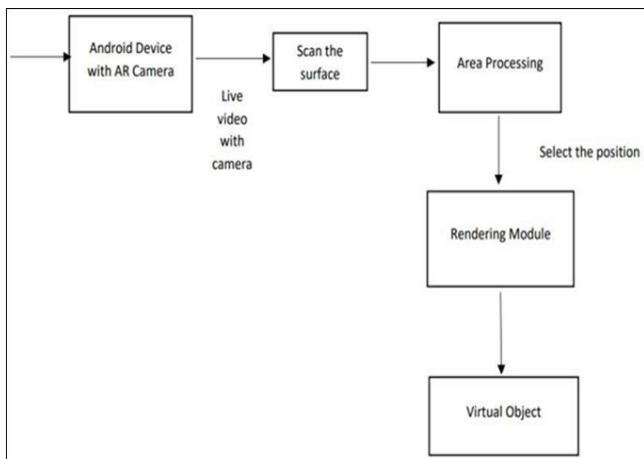 Android Device
with AR Camera
Live
video
with
camera
Scan the
surface
Area Processing
Select the position
Rendering Module
Virtual Object